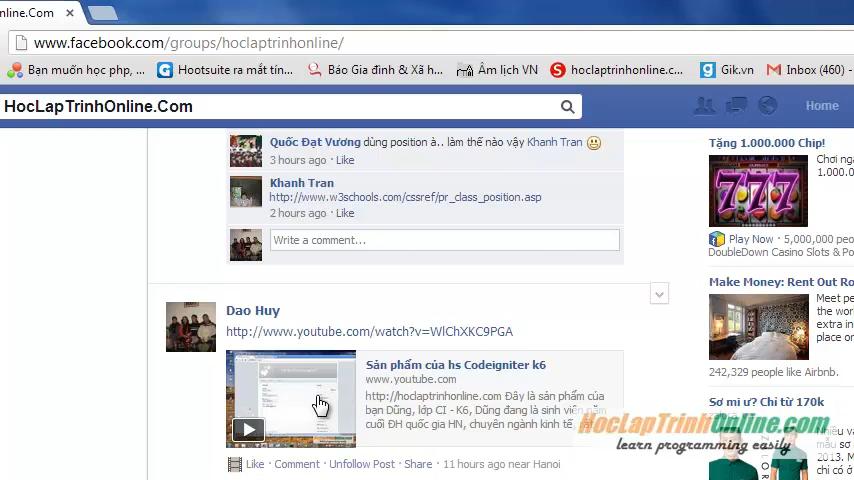 nline.Com
www.facebook.com/groups/hoclaptrinhonline/
Bạn muốn học php, ...
Hootsuite ra mắt tín...
Báo Gia đình & Xã h...
Âm lịch VN
hoclaptrinhonline.c...
Gik.vn
Inbox (460) -
HocLapTrinhOnline.Com
Home
Quốc Đạt Vương dùng position à.. làm thế nào vậy Khanh Tran
3 hours ago · Like
Khanh Tran
http://www.w3schools.com/cssref/pr_class_position.asp
2 hours ago · Like
Write a comment...
Dao Huy
http://www.youtube.com/watch?v=WlChXKC9PGA
Sản phẩm của hs Codeigniter k6
www.youtube.com
http://hoclaptrinhonline.com Đây là sản phẩm của
bạn Dũng, lớp CI - K6, Dũng đang là sinh viên năm
cuối ĐH quốc gia HN, chuyên ngành kinh tế, rất
Like · Comment · Unfollow Post · Share · 11 hours ago near Hanoi
Tặng 1.000.000 Chip!
Chơi
1.000.
777
Play Now · 5,000,000 peo
DoubleDown Casino Slots & Po
Make Money: Rent Out Ro
Meet pe
the wor
extra in
place or
242,329 people like Airbnb.
Sơ mi ư? Chỉ từ 170k
Nhiều
mẫu sơ
2013. M
chỉ có ở
HocLapTrinhOnline.com
learn programming easily